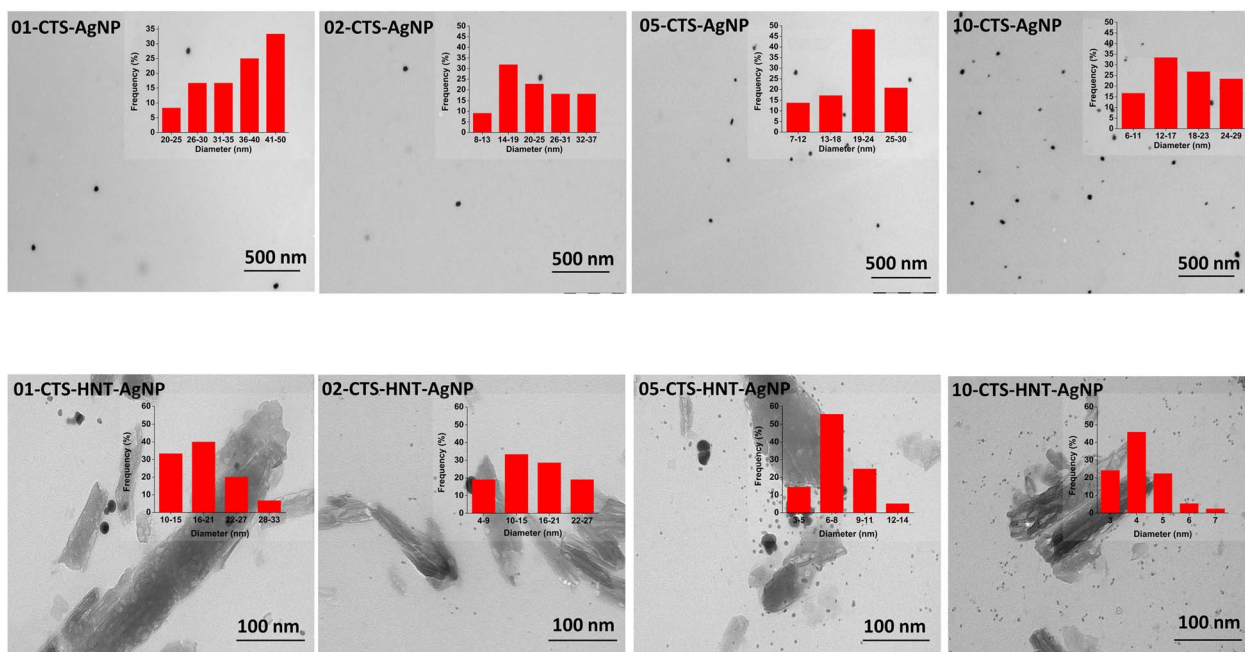 01-CTS-AgNP
Frequency (%)
35
30
25
20
15
10
5
0
20-25 26-30 31-35 36-40 41-50
Diameter (nm)
500 nm
02-CTS-AgNP
Frequency (%)
50
45
40
35
30
25
20
15
10
5
0
8-13 14-19 20-25 26-31 32-37
Diameter (nm)
500 nm
05-CTS-AgNP
Frequency (%)
50
45
40
35
30
25
20
15
10
5
0
7-12 13-18 19-24 25-30
Diameter (nm)
500 nm
10-CTS-AgNP
Frequency (%)
50
45
40
35
30
25
20
15
10
5
0
6-11 12-17 18-23 24-29
Diameter (nm)
500 nm
01-CTS-HNT-AgNP
Frequency (%)
60
50
40
30
20
10
0
10-15 16-21 22-27 28-33
Diameter (nm)
100 nm
02-CTS-HNT-AgNP
Frequency (%)
60
50
40
30
20
10
0
4-9 10-15 16-21 22-27
Diameter (nm)
100 nm
05-CTS-HNT-AgNP
Frequency (%)
60
50
40
30
20
10
0
3-5 6-8 9-11 12-14
Diameter (nm)
100 nm
10-CTS-HNT-AgNP
Frequency (%)
60
50
40
30
20
10
0
3 4 5 6 7
Diameter (nm)
100 nm